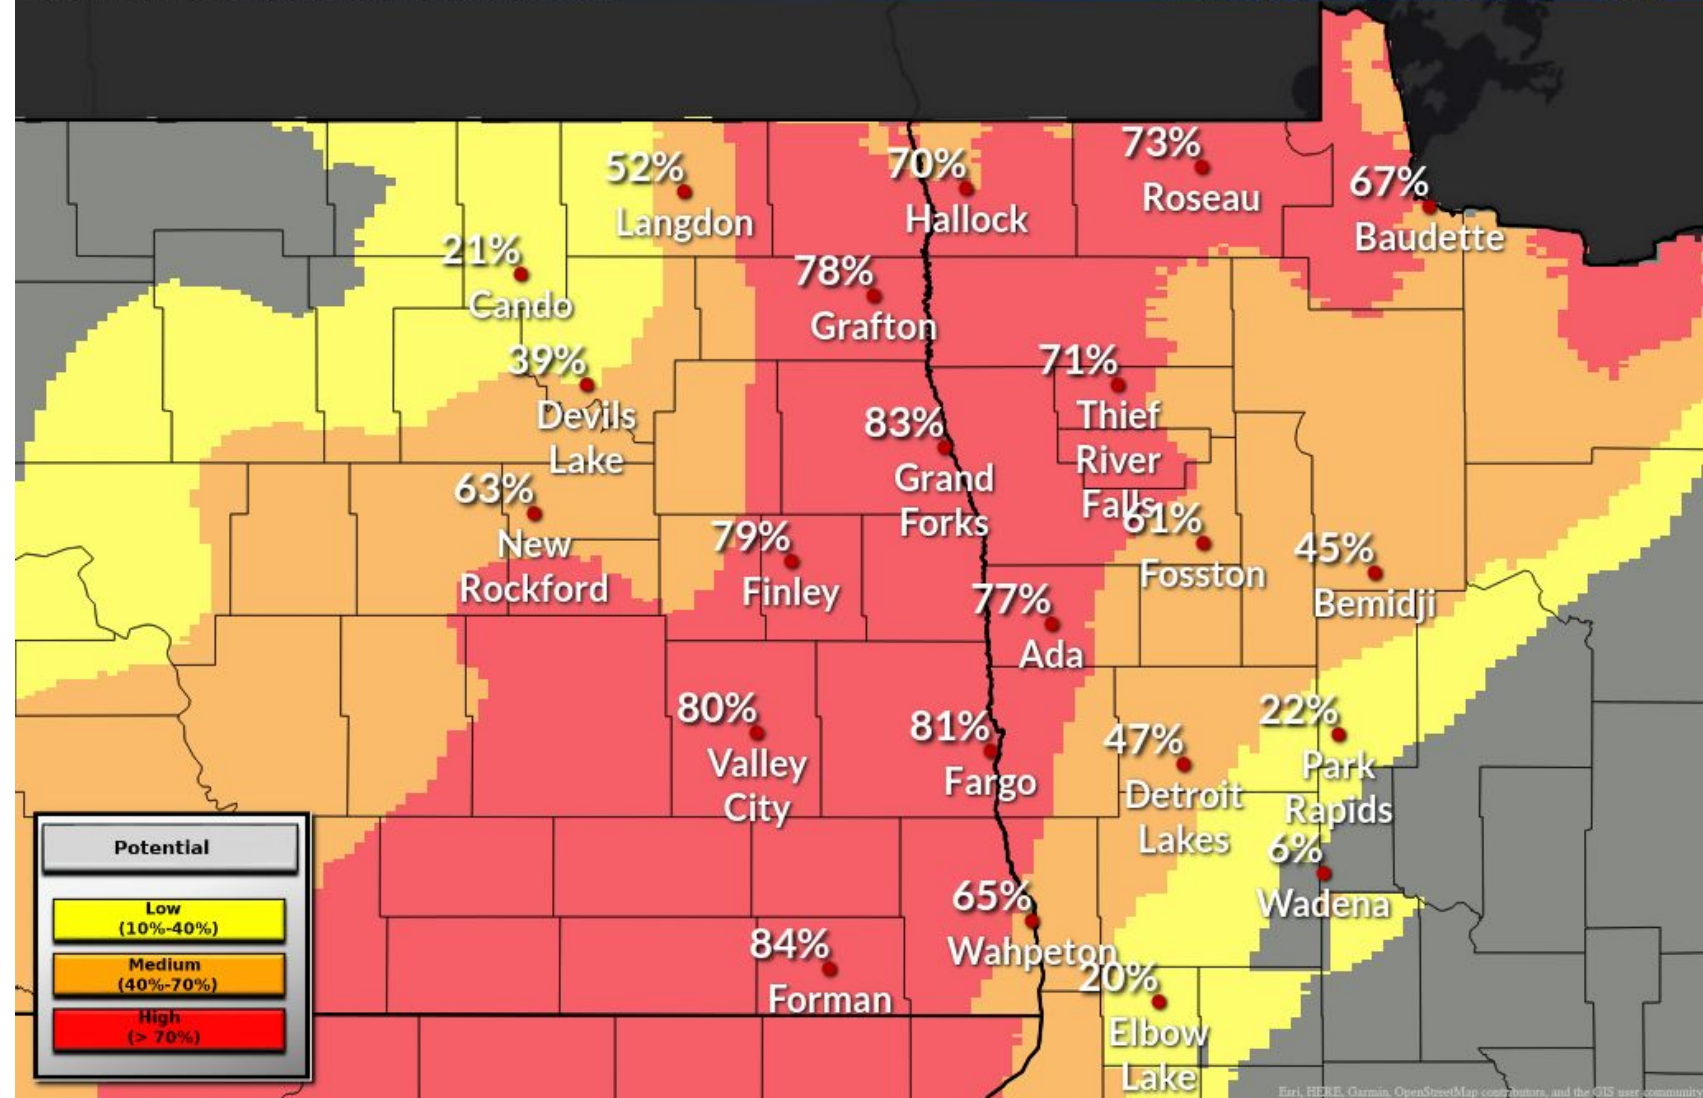 73%
Roseau
52%
Langdon
70%
Hallock
67%
Baudette
21%
Cando
78%
Grafton
39%
Devils
Lake
71%
Thief
River
Falls
83%
Grand
Forks
63%
New
Rockford
79%
Finley
61%
Fosston
45%
Bemidji
77%
Ada
80%
Valley
City
81%
Fargo
47%
Detroit
Lakes
22%
Park
Rapids
6%
Wadena
65%
Wahpeton
84%
Forman
20%
Elbow
Lake
Potential
Low
(10%-40%)
Medium
(40%-70%)
High
(> 70%)
Esri, HERE, Garmin, OpenStreetMap contributors, and the GIS user community